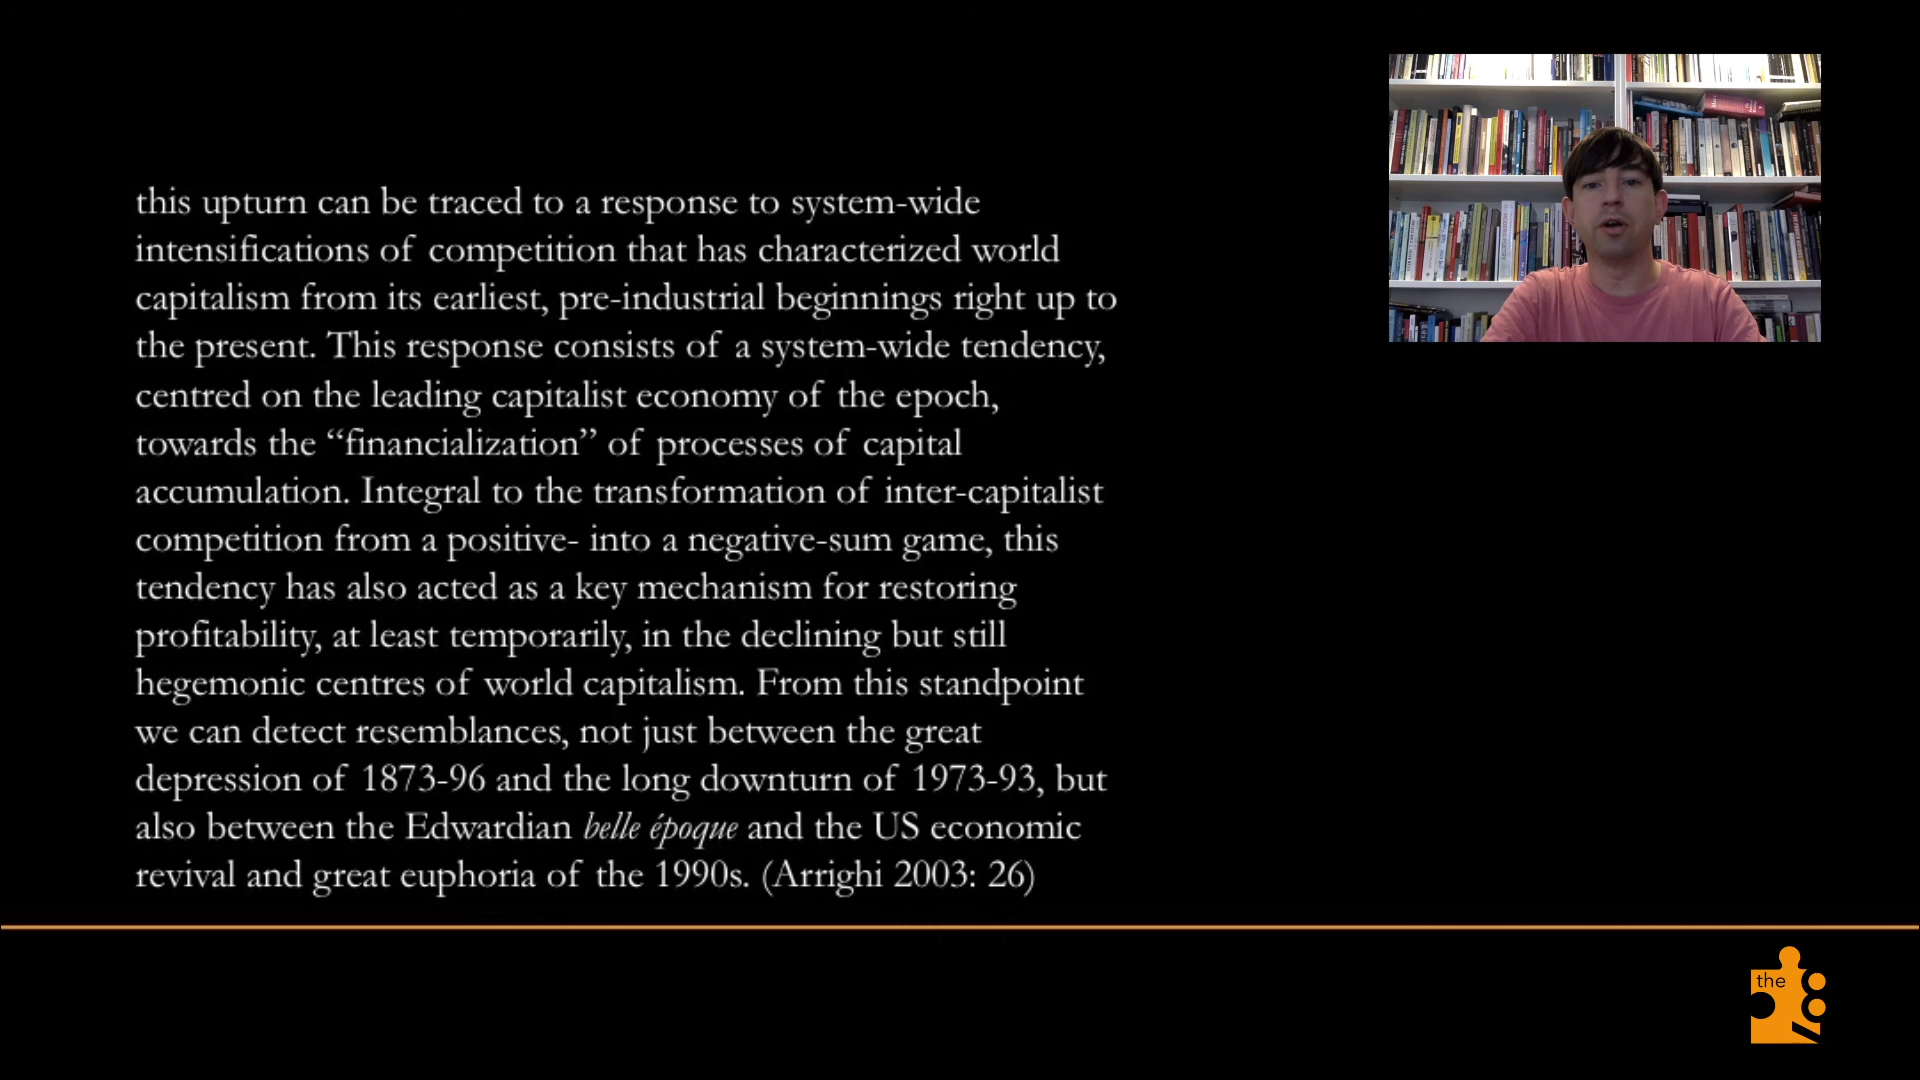 this upturn can be traced to a response to system-wide
intensifications of competition that has characterized world
capitalism from its earliest, pre-industrial beginnings right up to
the present. This response consists of a system-wide tendency,
centred on the leading capitalist economy of the epoch,
towards the “financialization” of processes of capital
accumulation. Integral to the transformation of inter-capitalist
competition from a positive- into a negative-sum game, this
tendency has also acted as a key mechanism for restoring
profitability, at least temporarily, in the declining but still
hegemonic centres of world capitalism. From this standpoint
we can detect resemblances, not just between the great
depression of 1873-96 and the long downturn of 1973-93, but
also between the Edwardian belle époque and the US economic
revival and great euphoria of the 1990s. (Arrighi 2003: 26)
the